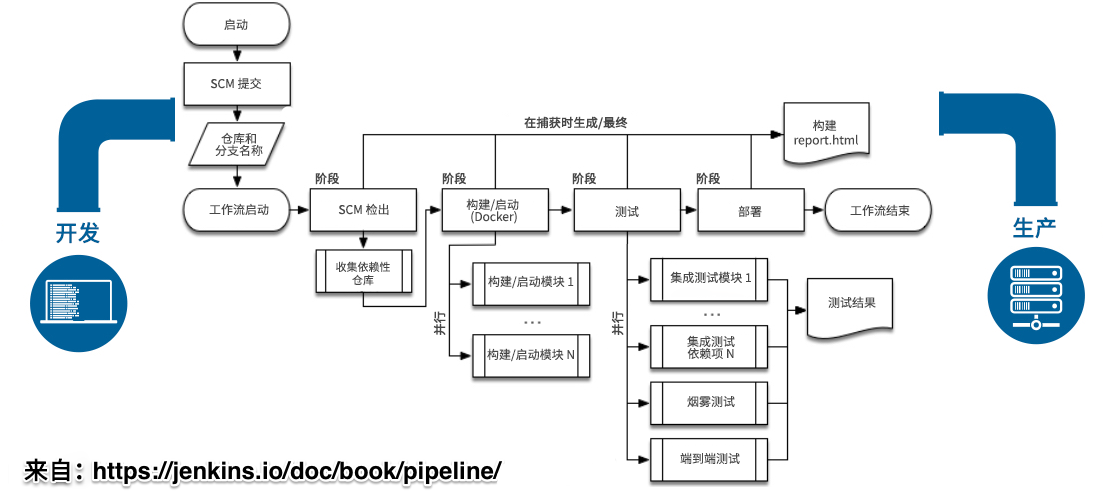 启动
SCM 提交
仓库和
分支名称
工作流启动
在捕获时生成/最终
构建
report.html
阶段
SCM 检出
收集依赖性
仓库
阶段
构建/启动
(Docker)
并行
构建/启动模块 1
...
构建/启动模块 N
阶段
测试
并行
集成测试模块 1
...
集成测试
依赖项 N
烟雾测试
端到端测试
测试结果
阶段
部署
工作流结束
开发
生产
来自：https://jenkins.io/doc/book/pipeline/